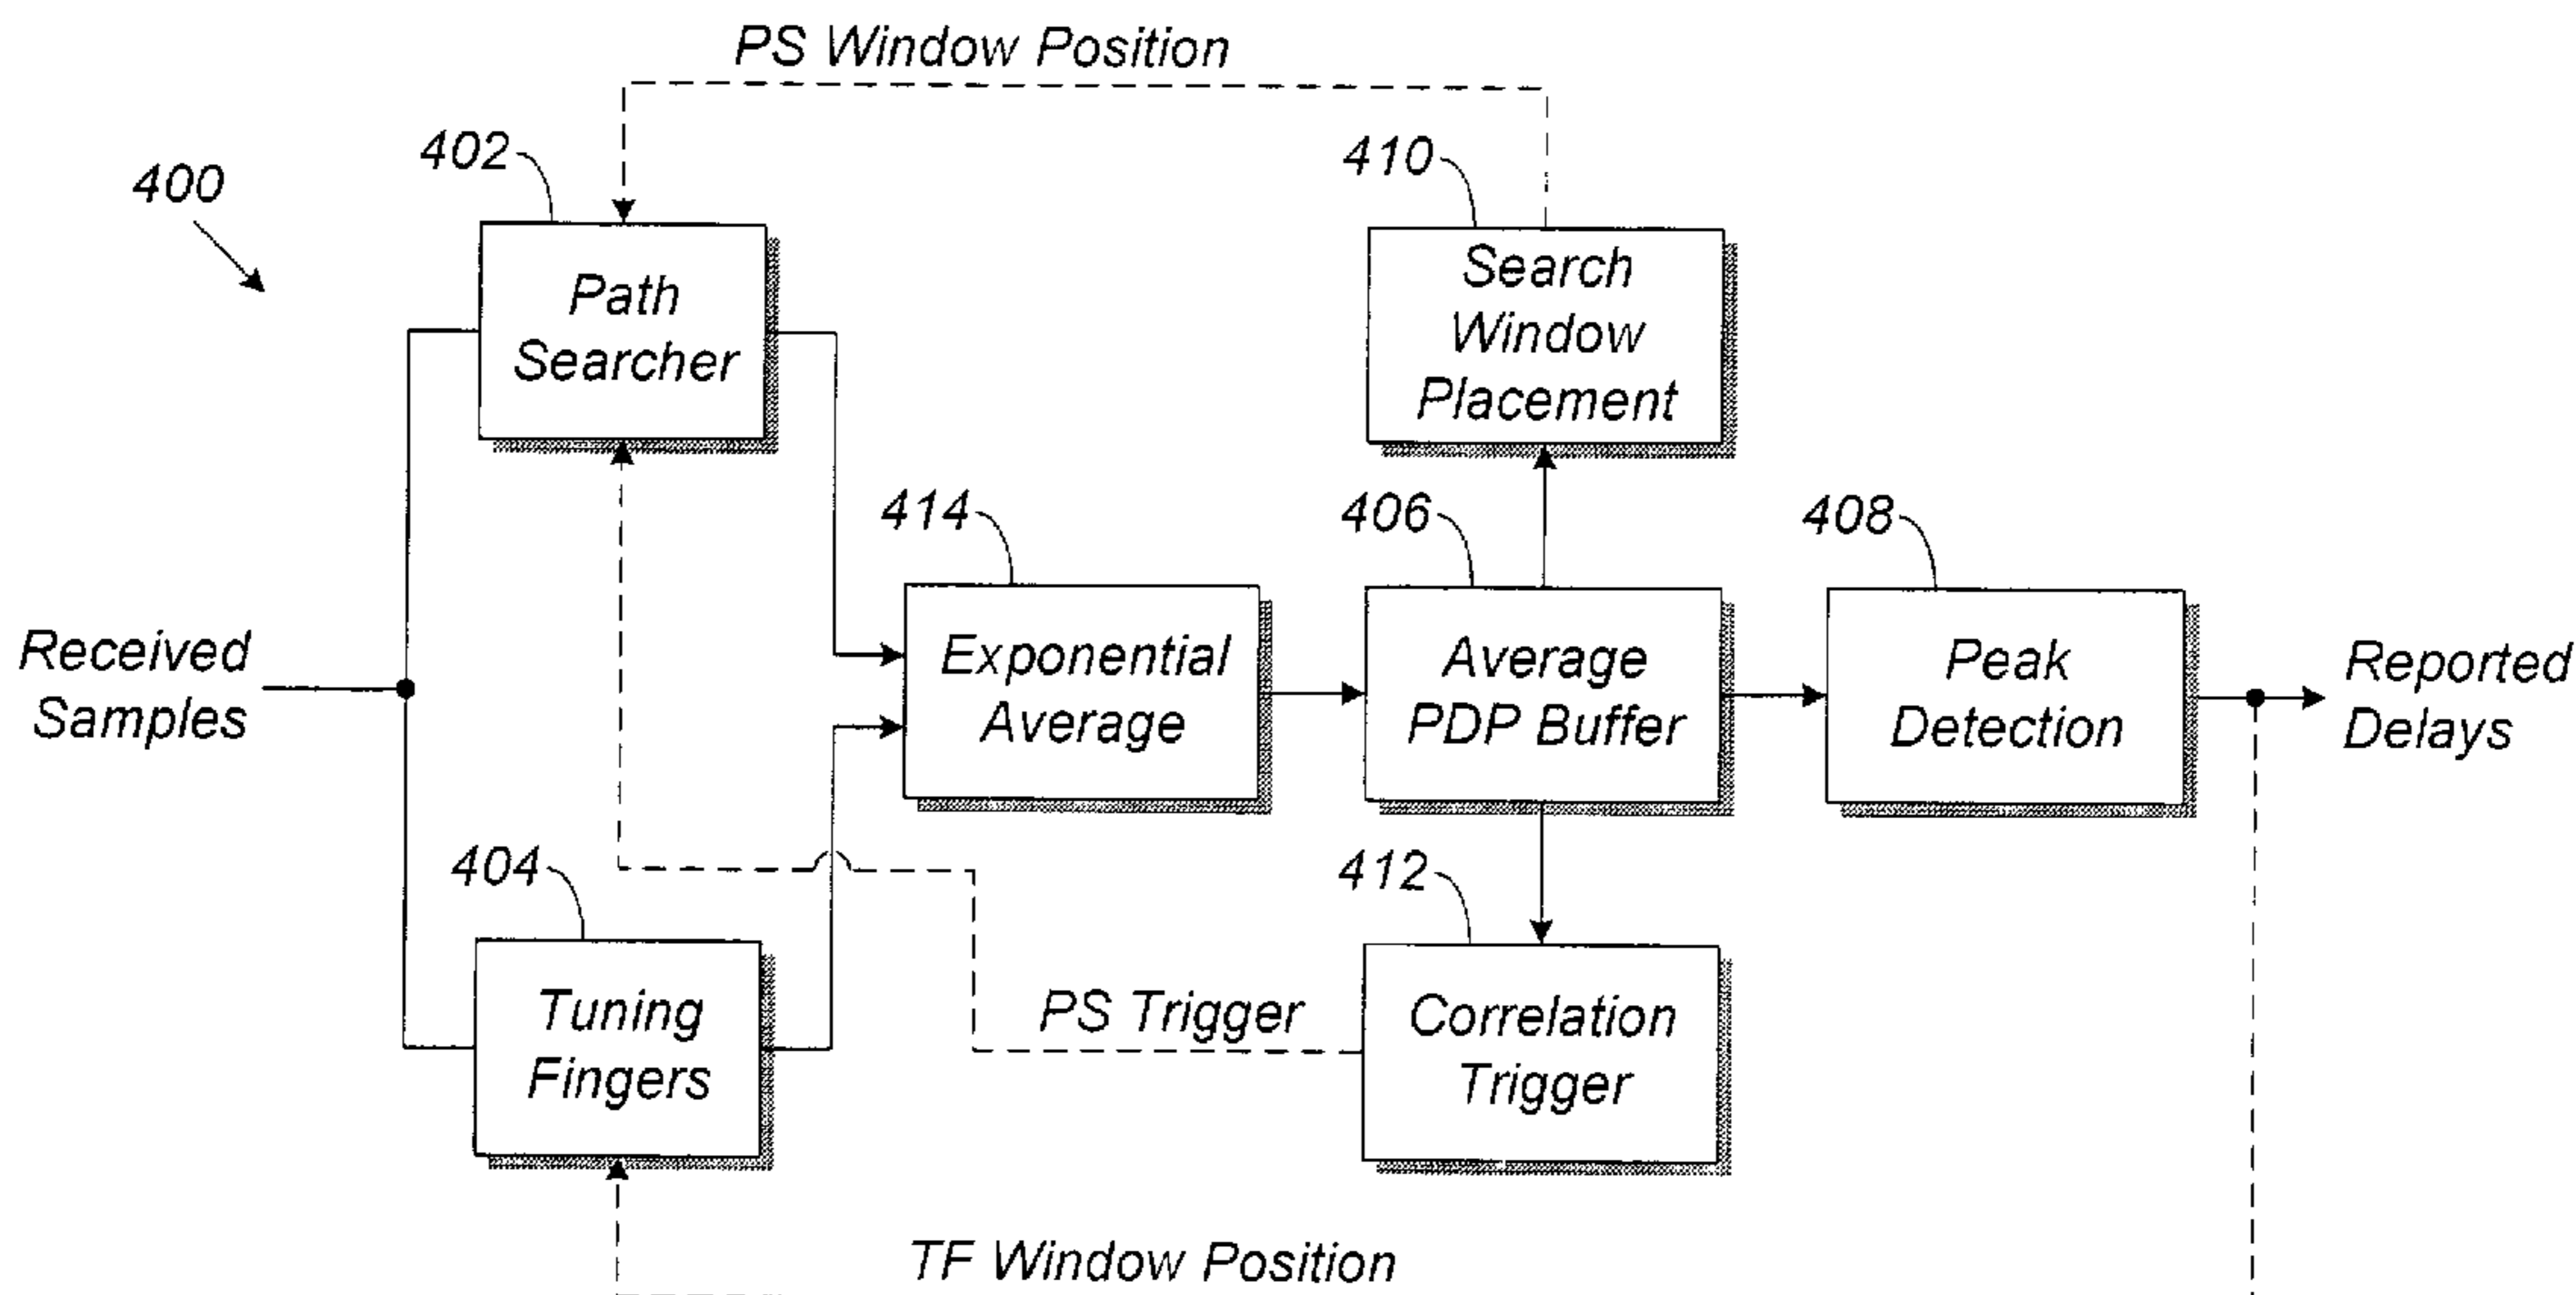 PS Window Position
402
410
400
Path
Searcher
Search
Window
Placement
414
406
408
Received
Samples
Exponential
Average
Average
PDP Buffer
Peak
Detection
Reported
Delays
404
412
Tuning
Fingers
PS Trigger
Correlation
Trigger
TF Window Position